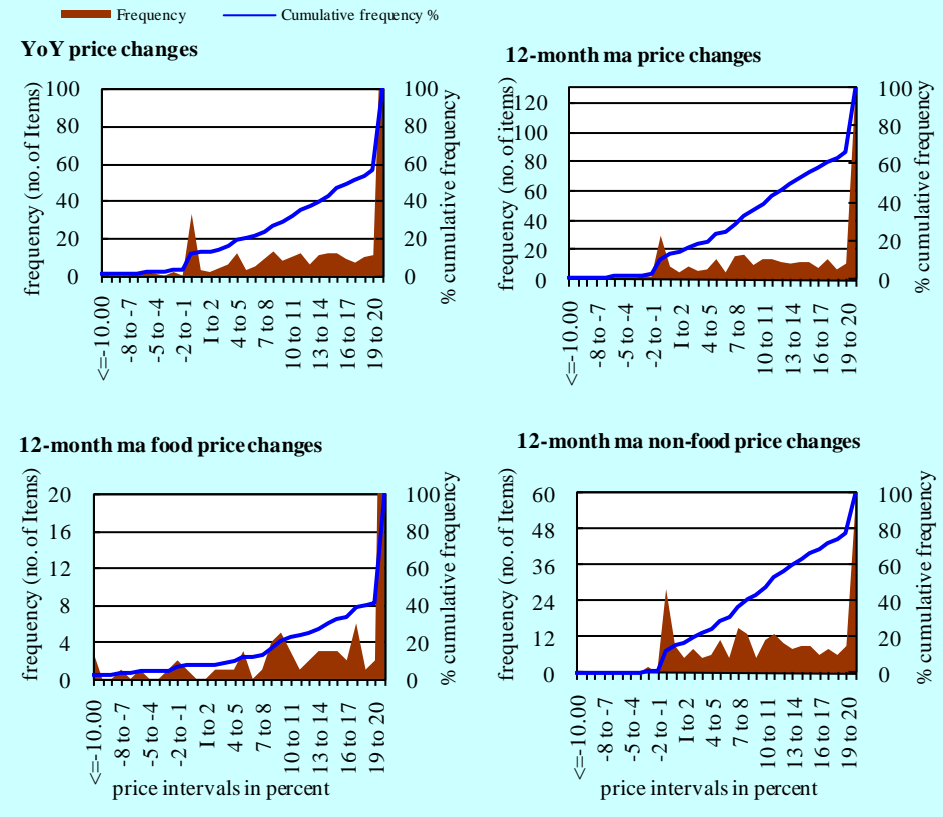 Frequency
Cumulative frequency %
YoY price changes
frequency (no. of Items)
100
80
60
40
20
0
100
80
60
40
20
0
% cumulative frequency
<=-10.00
-8 to -7
-5 to -4
-2 to -1
I to 2
4 to 5
7 to 8
10 to 11
13 to 14
16 to 17
19 to 20
12-month ma price changes
frequency (no. of items)
120
100
80
60
40
20
0
100
80
60
40
20
0
% cumulative frequency
<=-10.00
-8 to -7
-5 to -4
-2 to -1
I to 2
4 to 5
7 to 8
10 to 11
13 to 14
16 to 17
19 to 20
12-month ma food price changes
frequency (no. of Items)
20
16
12
8
4
0
100
80
60
40
20
0
% cumulative frequency
<=-10.00
-8 to -7
-5 to -4
-2 to -1
I to 2
4 to 5
7 to 8
10 to 11
13 to 14
16 to 17
19 to 20
price intervals in percent
12-month ma non-food price changes
frequency (no. of Items)
60
48
36
24
12
0
100
80
60
40
20
0
% cumulative frequency
<=-10.00
-8 to -7
-5 to -4
-2 to -1
I to 2
4 to 5
7 to 8
10 to 11
13 to 14
16 to 17
19 to 20
price intervals in percent